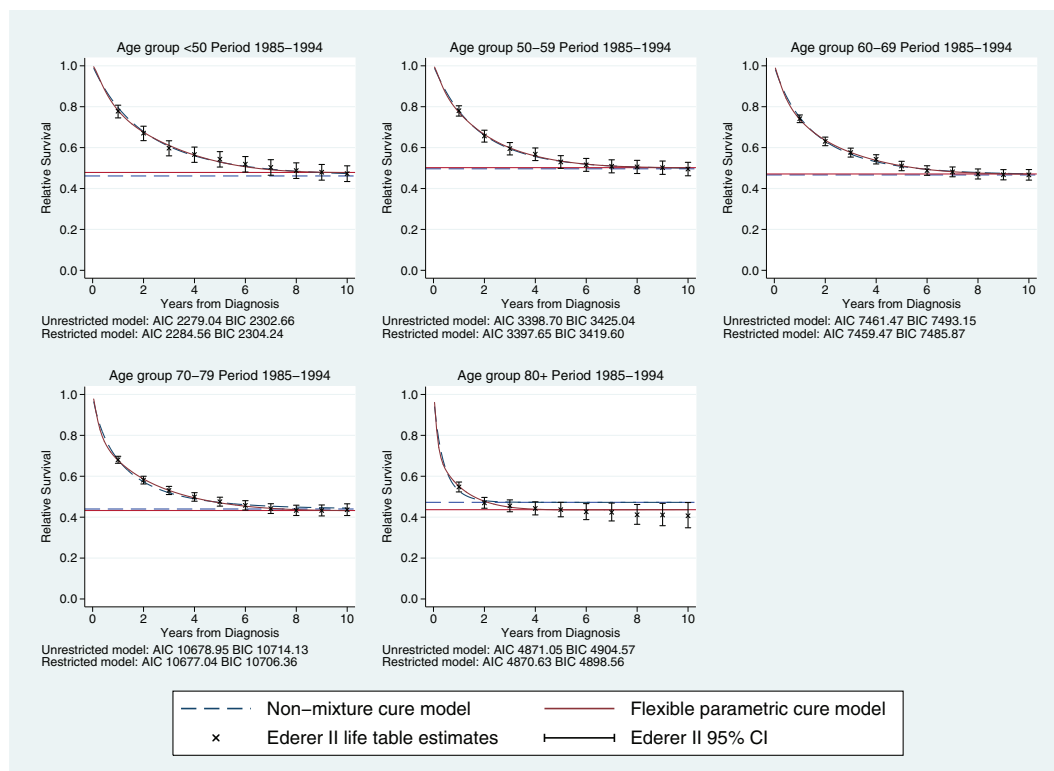 Age group <50 Period 1985–1994
1.0
0.8
0.6
0.4
0.2
0.0
Relative Survival
0 2 4 6 8 10
Years from Diagnosis
Unrestricted model: AIC 2279.04 BIC 2302.66
Restricted model: AIC 2284.56 BIC 2304.24
Age group 50–59 Period 1985–1994
1.0
0.8
0.6
0.4
0.2
0.0
Relative Survival
0 2 4 6 8 10
Years from Diagnosis
Unrestricted model: AIC 3398.70 BIC 3425.04
Restricted model: AIC 3397.65 BIC 3419.60
Age group 60–69 Period 1985–1994
1.0
0.8
0.6
0.4
0.2
0.0
Relative Survival
0 2 4 6 8 10
Years from Diagnosis
Unrestricted model: AIC 7461.47 BIC 7493.15
Restricted model: AIC 7459.47 BIC 7485.87
Age group 70–79 Period 1985–1994
1.0
0.8
0.6
0.4
0.2
0.0
Relative Survival
0 2 4 6 8 10
Years from Diagnosis
Unrestricted model: AIC 10678.95 BIC 10714.13
Restricted model: AIC 10677.04 BIC 10706.36
Age group 80+ Period 1985–1994
1.0
0.8
0.6
0.4
0.2
0.0
Relative Survival
0 2 4 6 8 10
Years from Diagnosis
Unrestricted model: AIC 4871.05 BIC 4904.57
Restricted model: AIC 4870.63 BIC 4898.56
Non–mixture cure model
Flexible parametric cure model
Ederer II life table estimates
Ederer II 95% CI